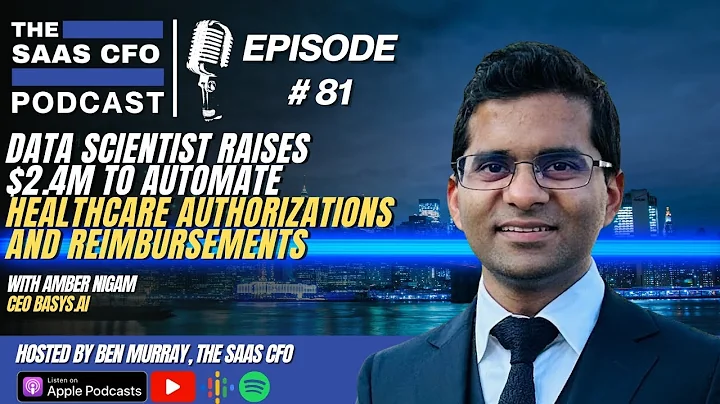 THE
SAAS CFO
PODCAST
EPISODE
# 81
DATA SCIENTIST RAISES
$2.4M TO AUTOMATE
HEALTHCARE AUTHORIZATIONS
AND REIMBURSEMENTS
WITH AMBER NIGAM
CEO BASYS.AI
HOSTED BY BEN MURRAY, THE SAAS CFO
Listen on
Apple Podcasts